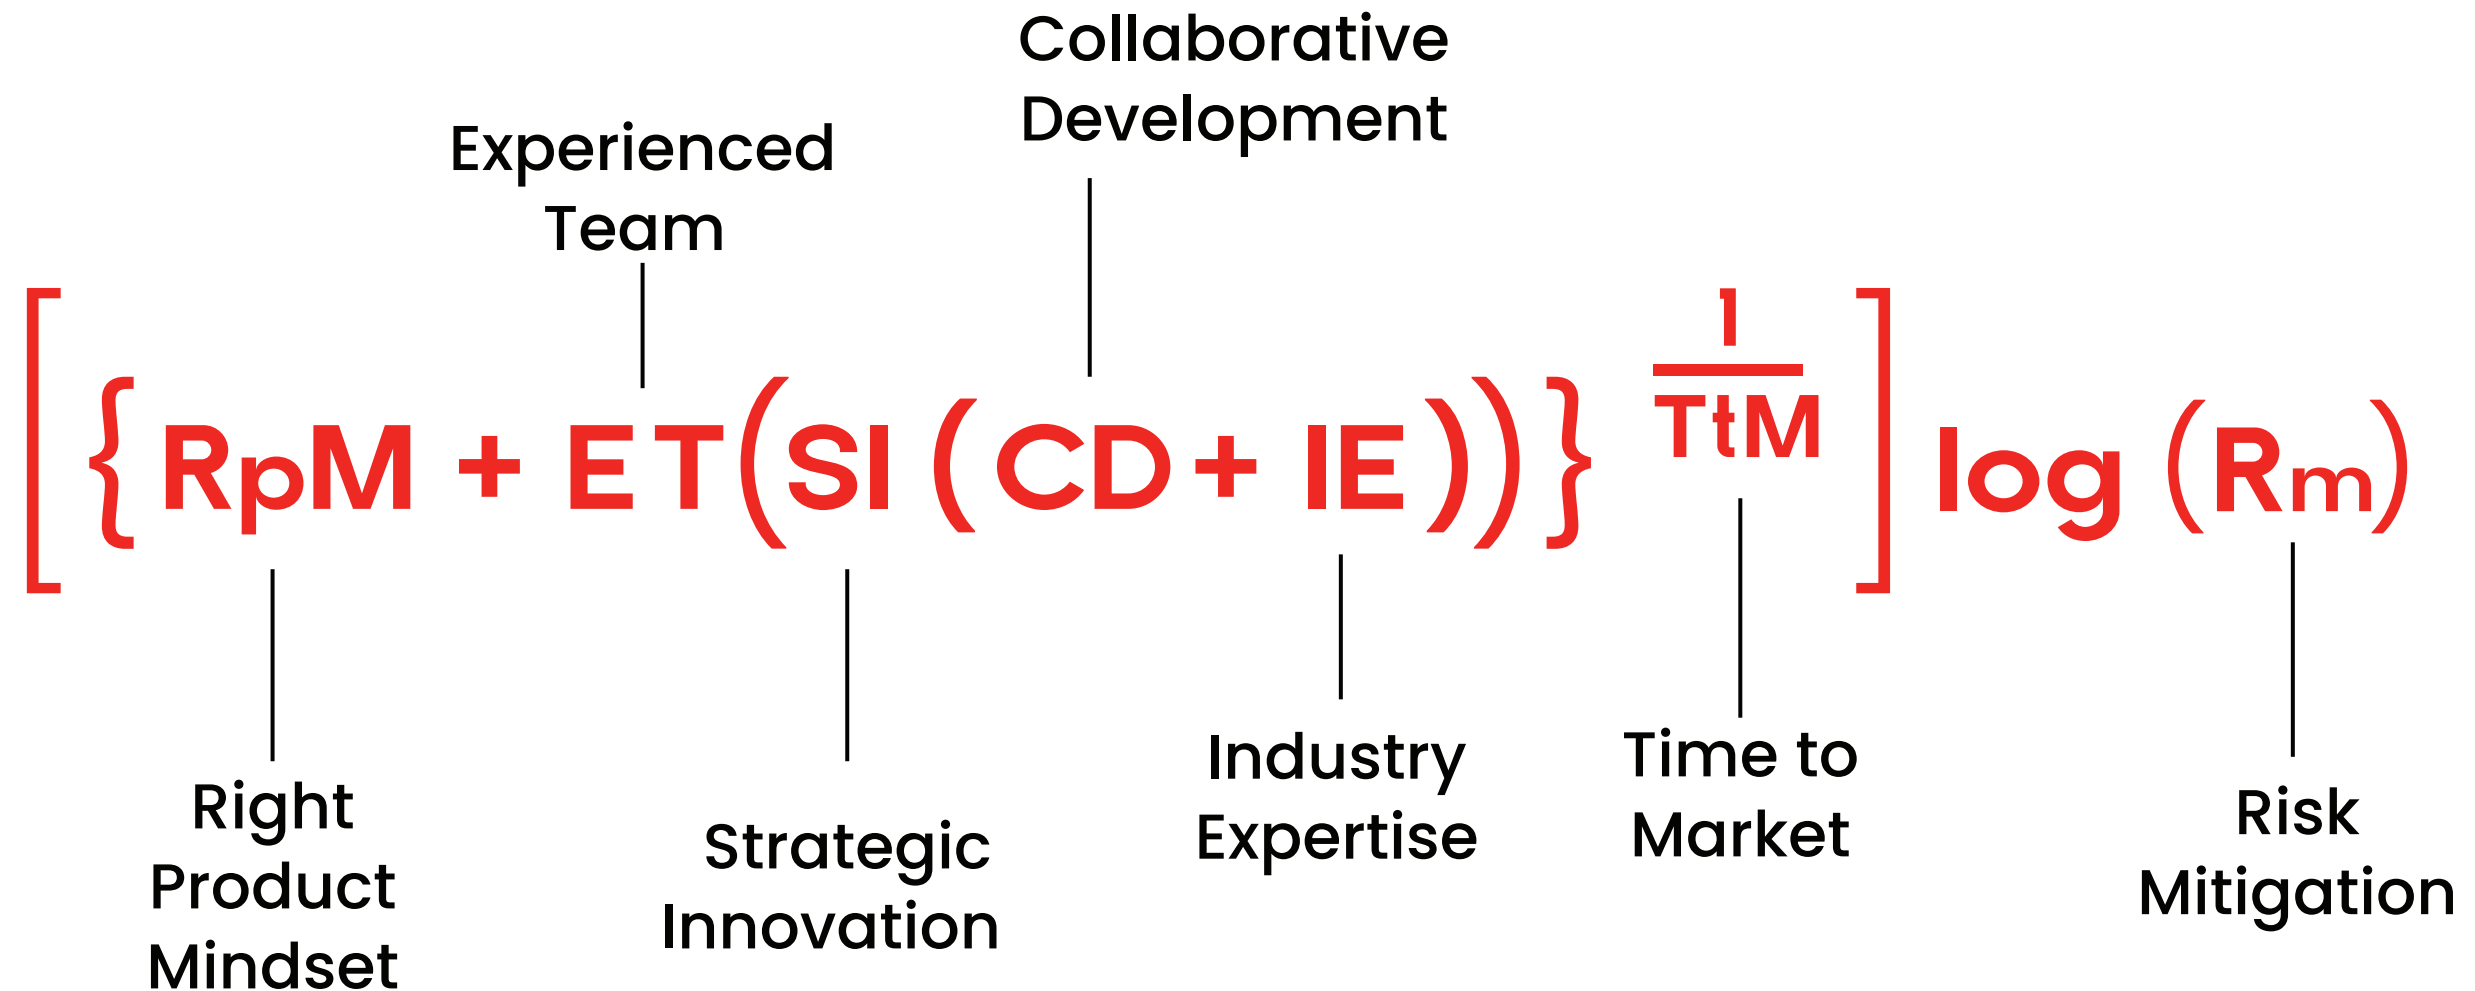 Collaborative
Development
Experienced
Team
[{RpM + ET(SI (CD + IE))} 1/TtM] log (Rm)
Right
Product
Mindset
Strategic
Innovation
Industry
Expertise
Time to
Market
Risk
Mitigation